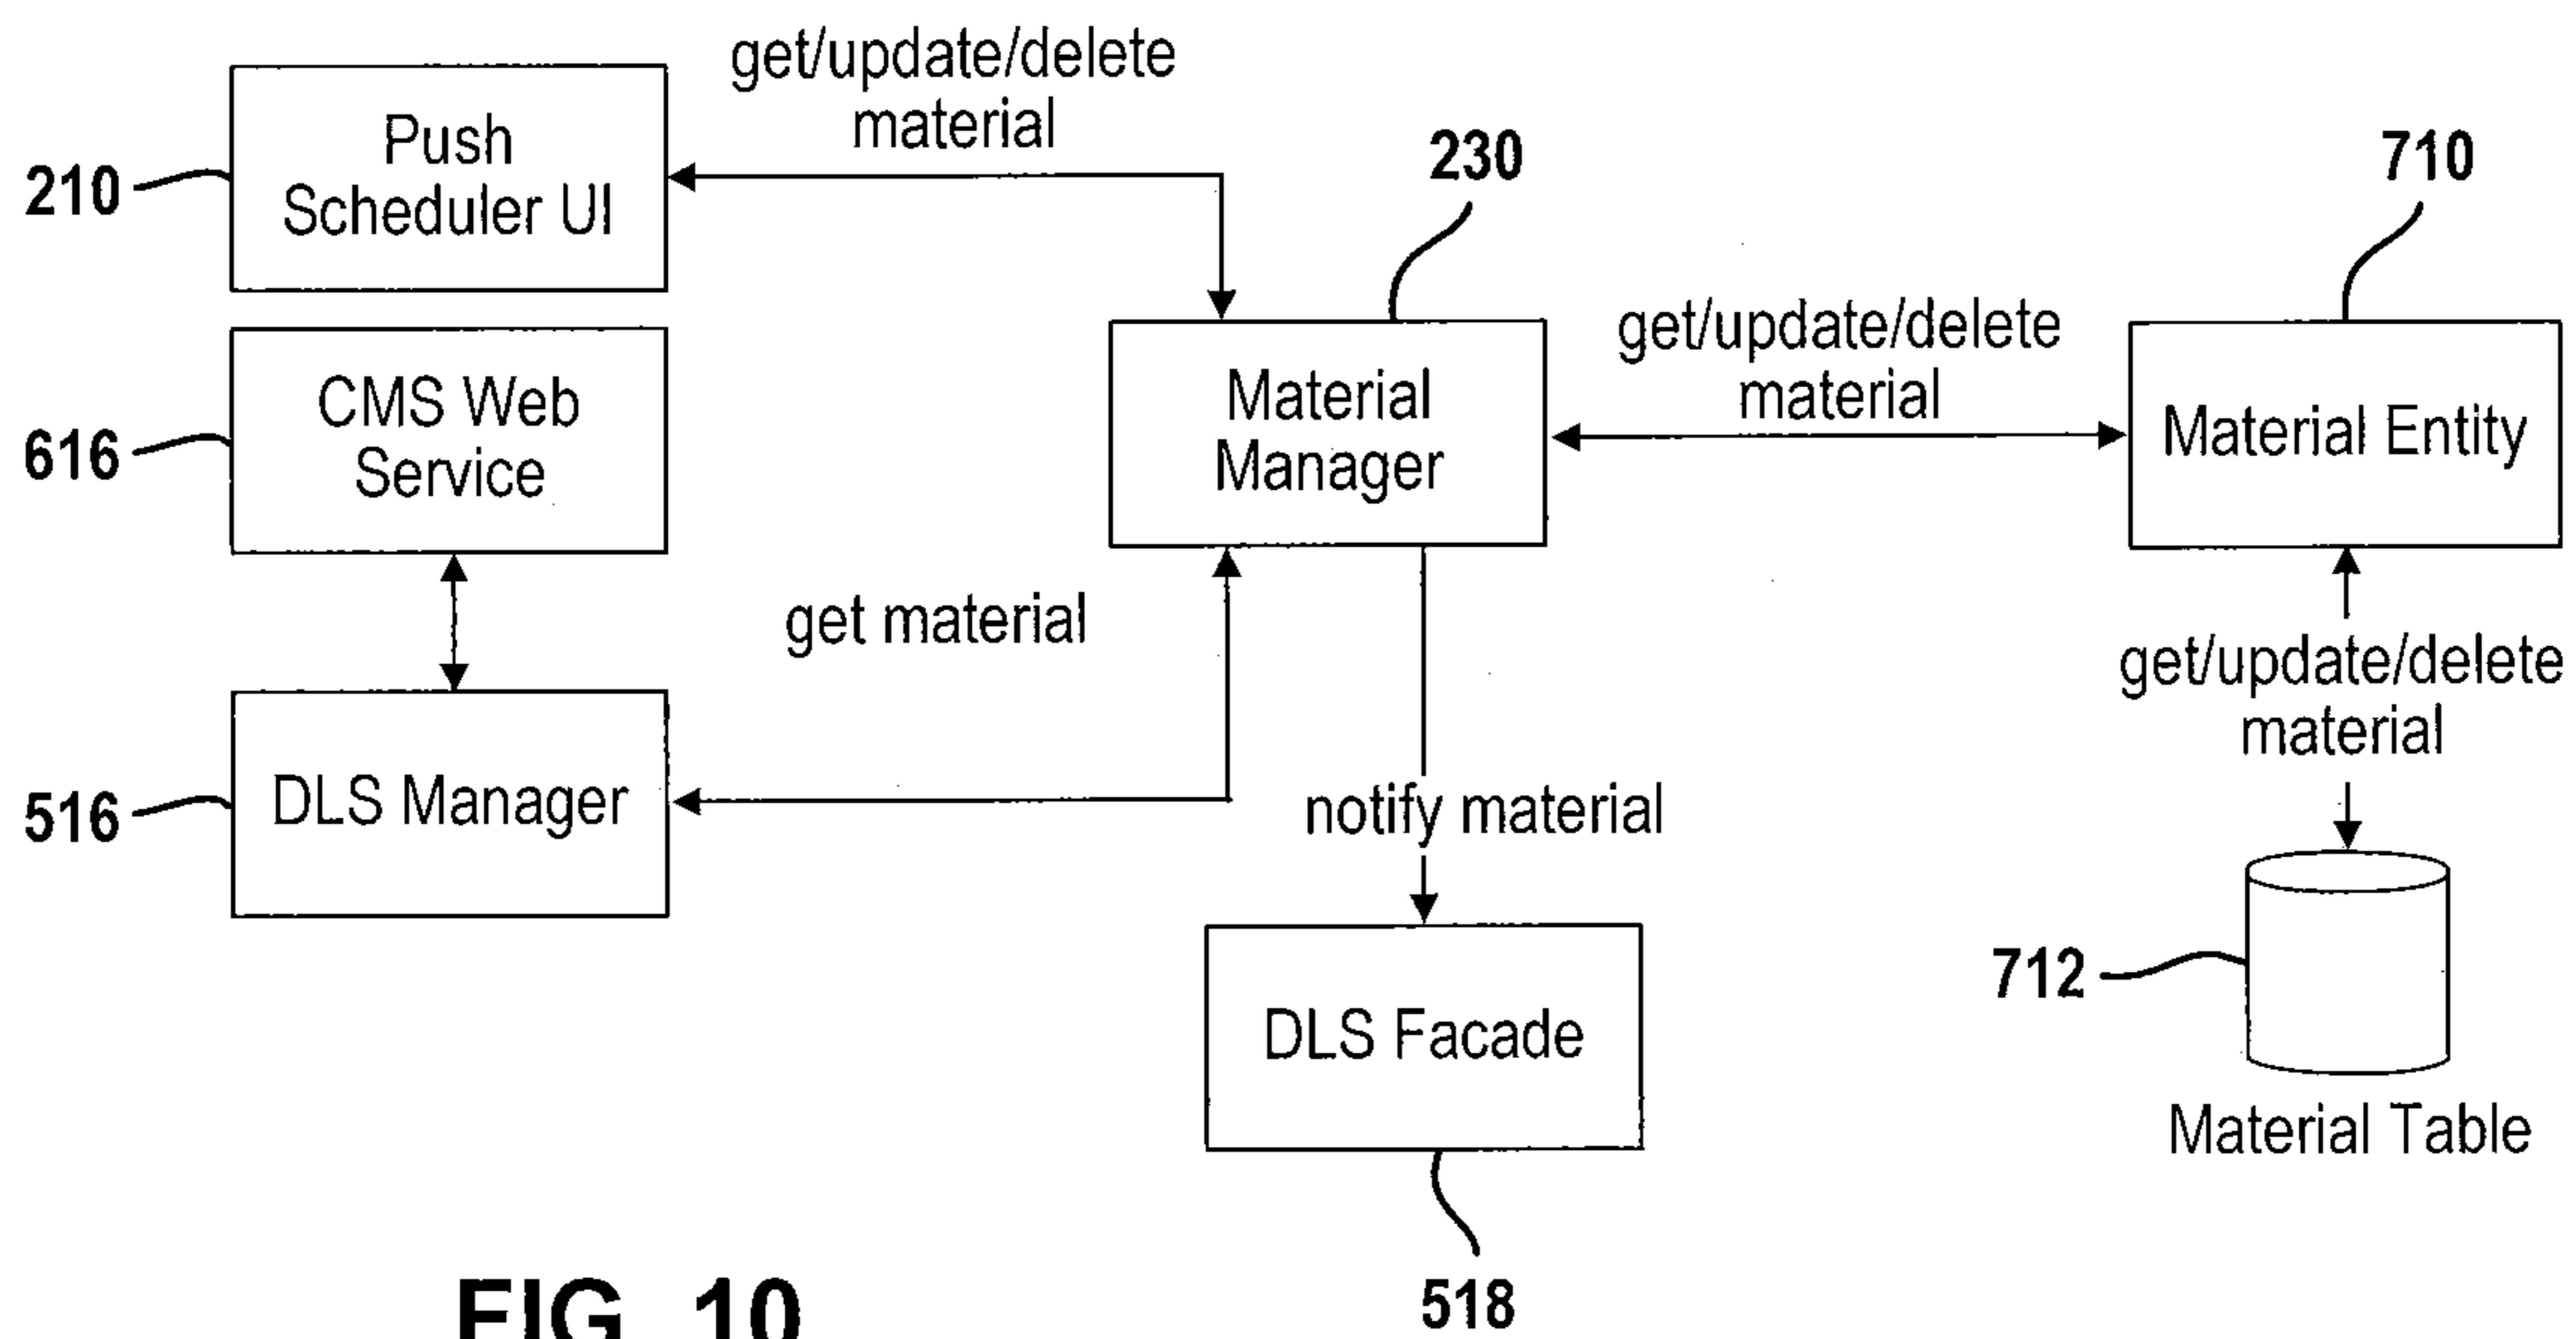 get/update/delete
material
Push
Scheduler UI
210
230
710
CMS Web
Service
616
Material
Manager
get/update/delete
material
Material Entity
get material
get/update/delete
material
DLS Manager
516
notify material
712
DLS Facade
Material Table
518
FIG. 10